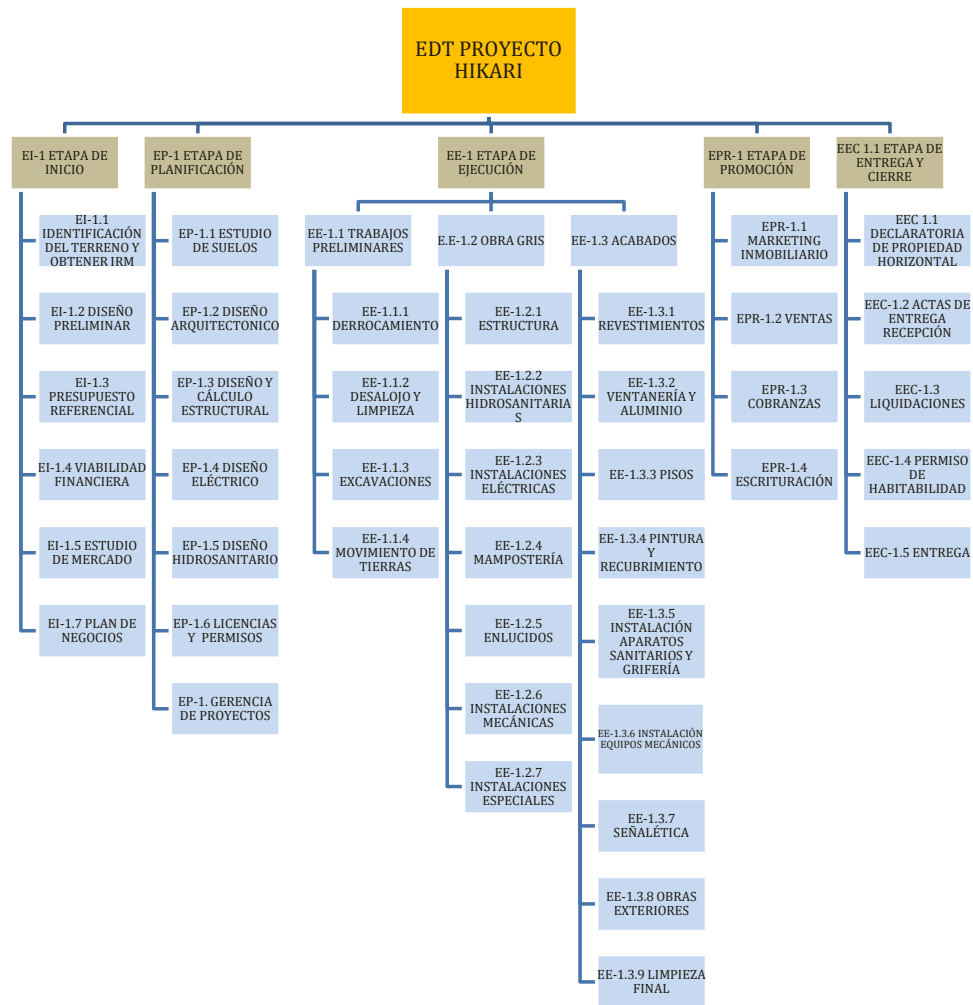 EDT PROYECTO
HIKARI
EI-1 ETAPA DE
INICIO
EP-1 ETAPA DE
PLANIFICACIÓN
EE-1 ETAPA DE
EJECUCIÓN
EPR-1 ETAPA DE
PROMOCIÓN
EEC 1.1 ETAPA DE
ENTREGA Y
CIERRE
EI-1.1
IDENTIFICACIÓN
DEL TERRENO Y
OBTENER IRM
EI-1.2 DISEÑO
PRELIMINAR
EI-1.3
PRESUPUESTO
REFERENCIAL
EI-1.4 VIABILIDAD
FINANCIERA
EI-1.5 ESTUDIO
DE MERCADO
EI-1.7 PLAN DE
NEGOCIOS
EP-1.1 ESTUDIO
DE SUELOS
EP-1.2 DISEÑO
ARQUITECTONICO
EP-1.3 DISEÑO Y
CÁLCULO
ESTRUCTURAL
EP-1.4 DISEÑO
ELÉCTRICO
EP-1.5 DISEÑO
HIDROSANITARIO
EP-1.6 LICENCIAS
Y PERMISOS
EP-1. GERENCIA
DE PROYECTOS
EE-1.1 TRABAJOS
PRELIMINARES
EE-1.1.1
DERROCAMIENTO
EE-1.1.2
DESALOJO Y
LIMPIEZA
EE-1.1.3
EXCAVACIONES
EE-1.1.4
MOVIMIENTO DE
TIERRAS
E.E-1.2 OBRA GRIS
EE-1.2.1
ESTRUCTURA
EE-1.2.2
INSTALACIONES
HIDROSANITARIA
S
EE-1.2.3
INSTALACIONES
ELÉCTRICAS
EE-1.2.4
MAMPOSTERÍA
EE-1.2.5
ENLUCIDOS
EE-1.2.6
INSTALACIONES
MECÁNICAS
EE-1.2.7
INSTALACIONES
ESPECIALES
EE-1.3 ACABADOS
EE-1.3.1
REVESTIMIENTOS
EE-1.3.2
VENTANERÍA Y
ALUMINIO
EE-1.3.3 PISOS
EE-1.3.4 PINTURA
Y
RECUBRIMIENTO
EE-1.3.5
INSTALACIÓN
APARATOS
SANITARIOS Y
GRIFERÍA
EE-1.3.6 INSTALACIÓN
EQUIPOS MECÁNICOS
EE-1.3.7
SEÑALÉTICA
EE-1.3.8 OBRAS
EXTERIORES
EE-1.3.9 LIMPIEZA
FINAL
EPR-1.1
MARKETING
INMOBILIARIO
EPR-1.2 VENTAS
EPR-1.3
COBRANZAS
EPR-1.4
ESCRITURACIÓN
EEC 1.1
DECLARATORIA
DE PROPIEDAD
HORIZONTAL
EEC-1.2 ACTAS DE
ENTREGA
RECEPCIÓN
EEC-1.3
LIQUIDACIONES
EEC-1.4 PERMISO
DE
HABITABILIDAD
EEC-1.5 ENTREGA